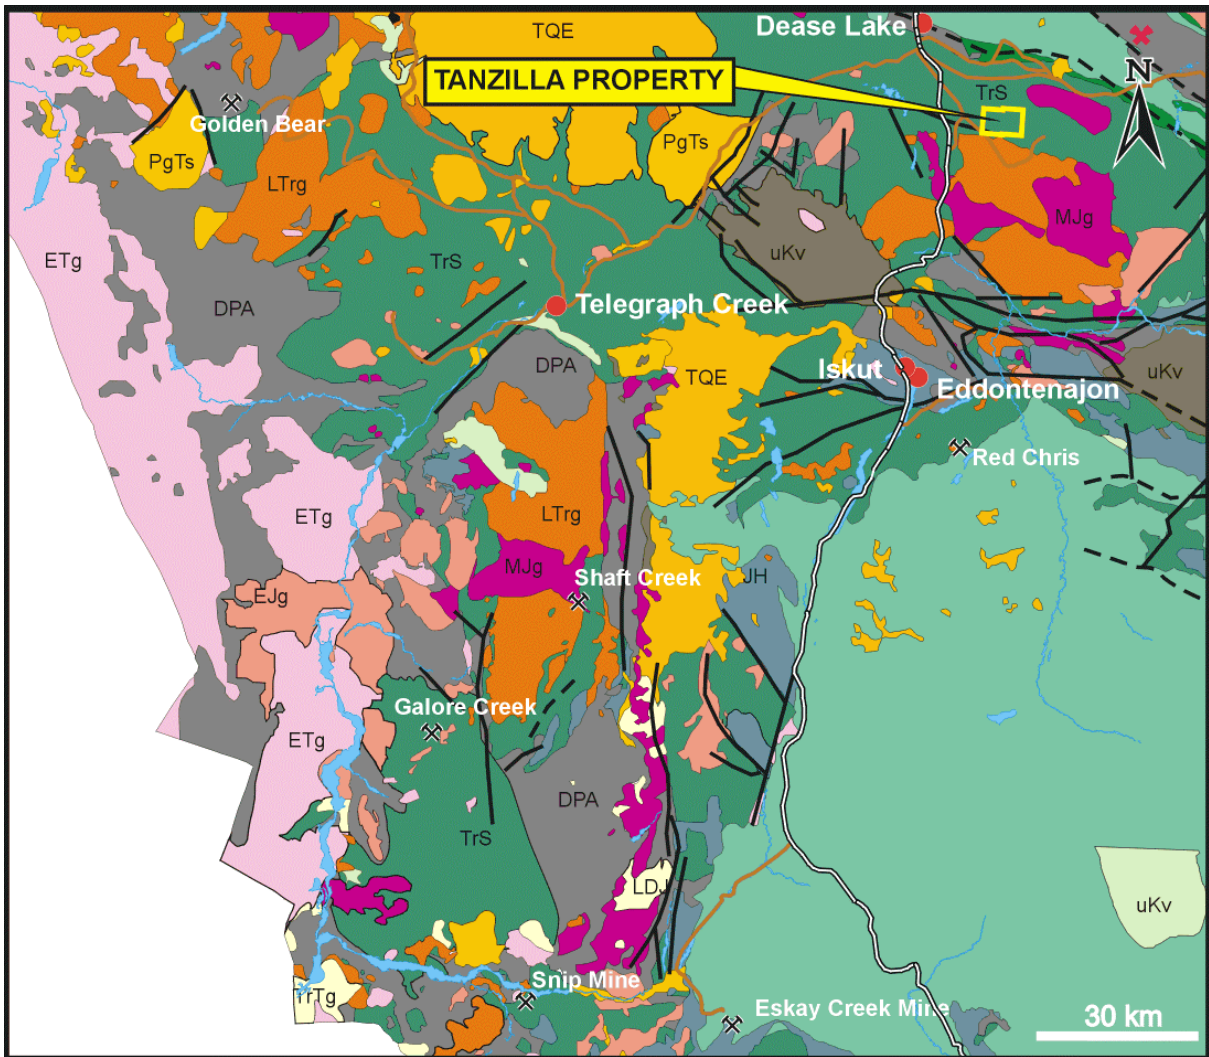 TQE
Dease Lake
TANZILLA PROPERTY
N
TrS
Golden Bear
PgTs
PgTs
LTrg
MJg
ETg
TrS
uKv
DPA
Telegraph Creek
DPA
TQE
Iskut
uKv
Eddontenajon
Red Chris
ETg
LTrg
MJg
Shaft Creek
JH
EJg
Galore Creek
ETg
DPA
TrS
LDJ
uKv
Snip Mine
TrTg
Eskay Creek Mine
30 km